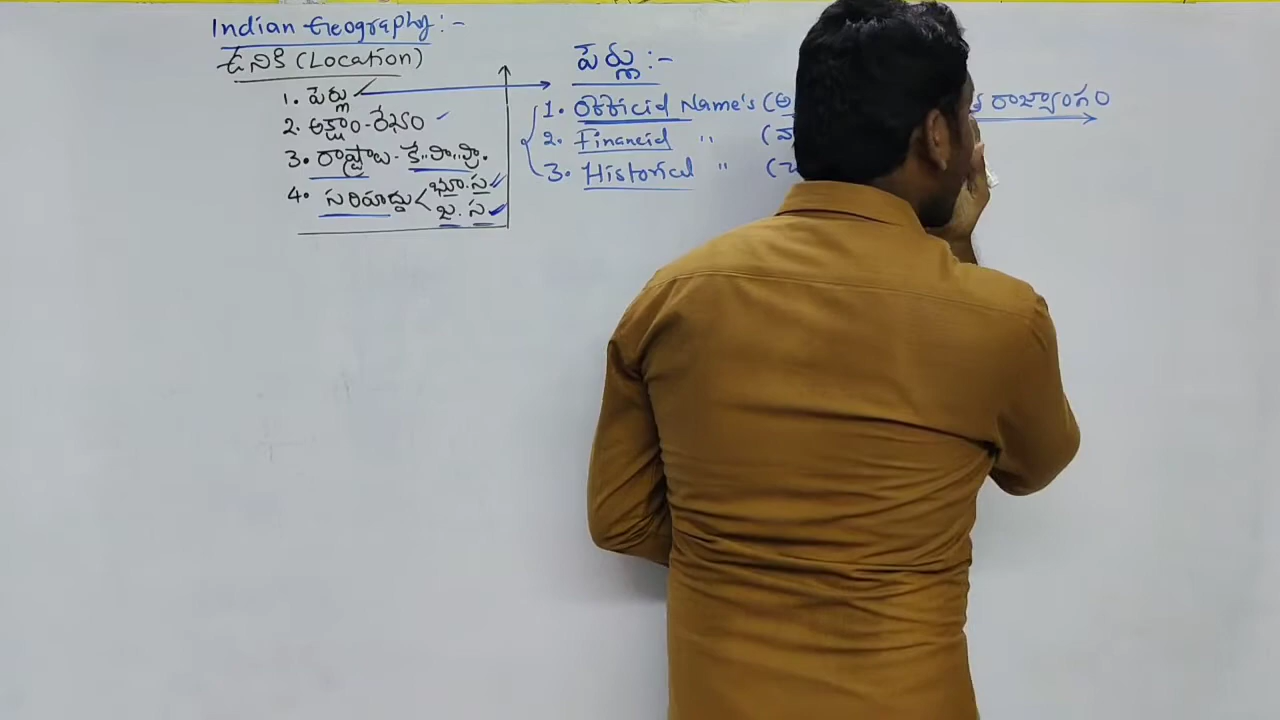 Indian Geography:-
ఉనికి (Location)
1. పేర్లు
2. అక్షాం-రేఖాం
3. రాష్ట్రాలు - కే.పా.ప్రా.
4. సరిహద్దు < భూ.స
జ.స
పేర్లు:-
1. Official Name's (అ రాజ్యాంగం
2. Financial " (వా
3. Historical " (చ